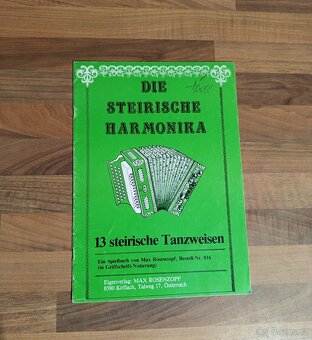 DIE
STEIRISCHE
HARMONIKA
13 steirische Tanzweisen
Ein Spielbuch von Max Rosenzopf, Bestell-Nr. 016
(in Griffschrift-Notierung)
Eigenverlag: MAX ROSENZOPF
8580 Köflach, Talweg 17, Österreich